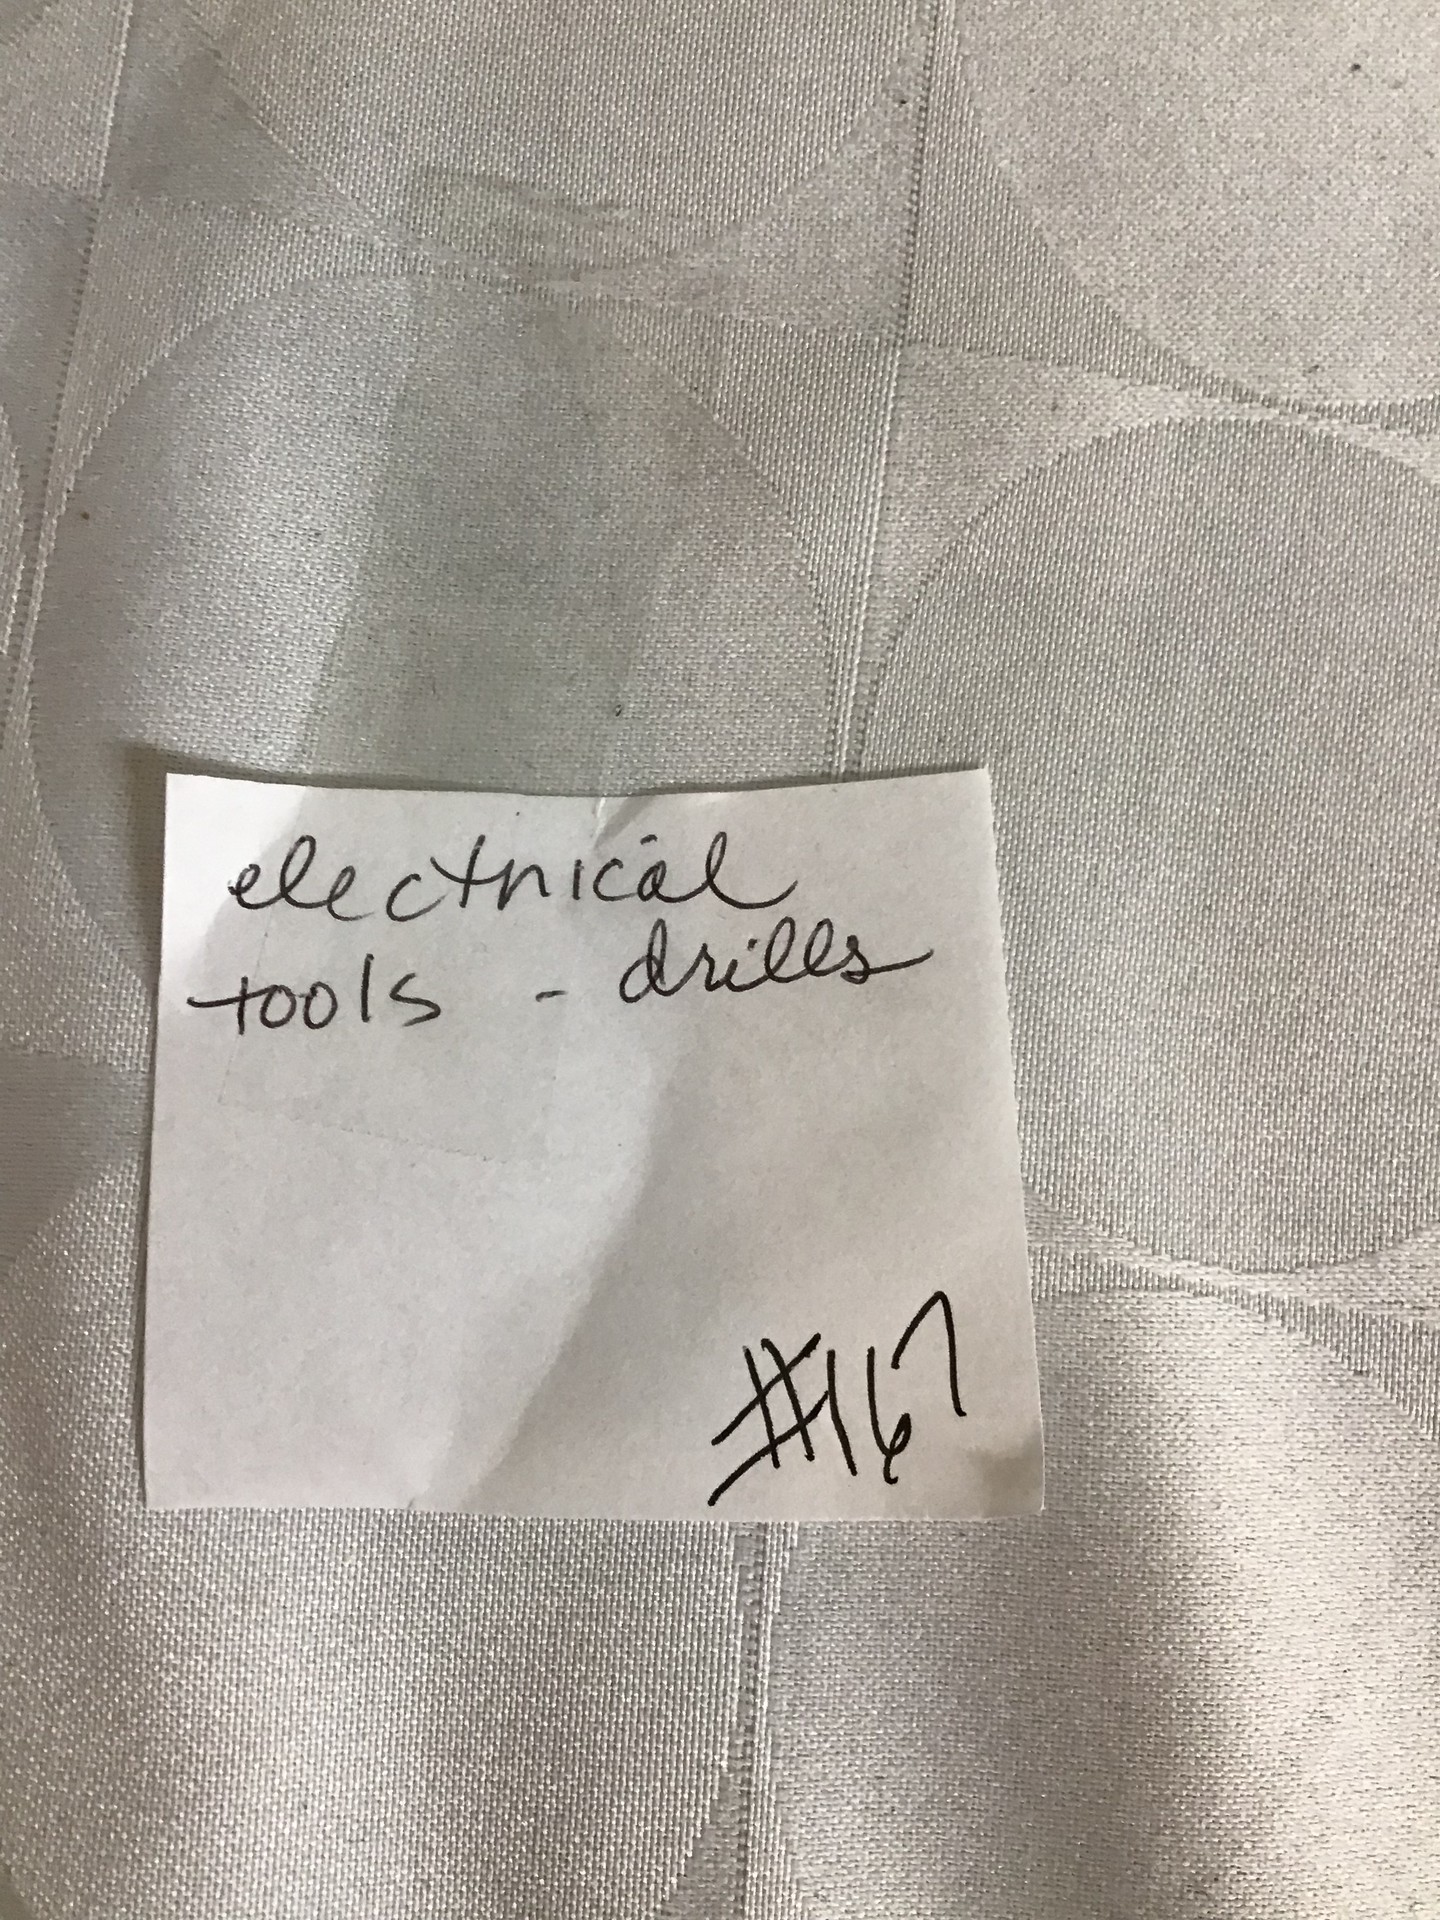 electrical
tools - drills
#167